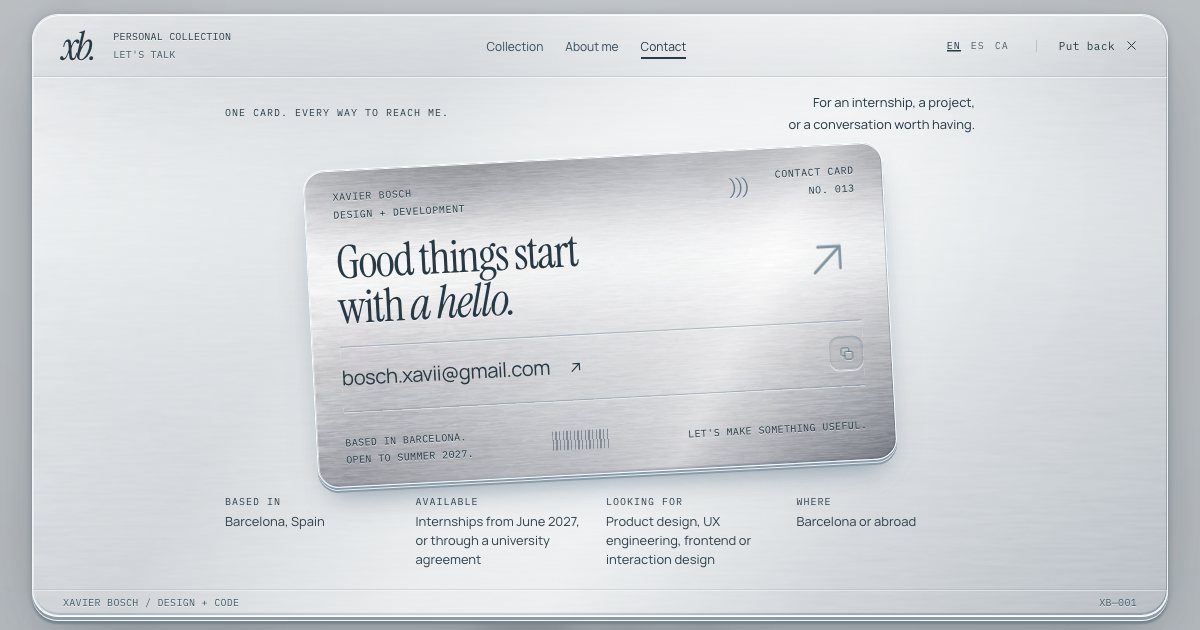 xb.
PERSONAL COLLECTION
LET'S TALK
Collection
About me
Contact
EN ES CA
Put back
ONE CARD. EVERY WAY TO REACH ME.
For an internship, a project,
or a conversation worth having.
XAVIER BOSCH
DESIGN + DEVELOPMENT
CONTACT CARD
NO. 013
Good things start
with a hello.
bosch.xavii@gmail.com
BASED IN BARCELONA.
OPEN TO SUMMER 2027.
LET'S MAKE SOMETHING USEFUL.
BASED IN
Barcelona, Spain
AVAILABLE
Internships from June 2027,
or through a university
agreement
LOOKING FOR
Product design, UX
engineering, frontend or
interaction design
WHERE
Barcelona or abroad
XAVIER BOSCH / DESIGN + CODE
XB—001